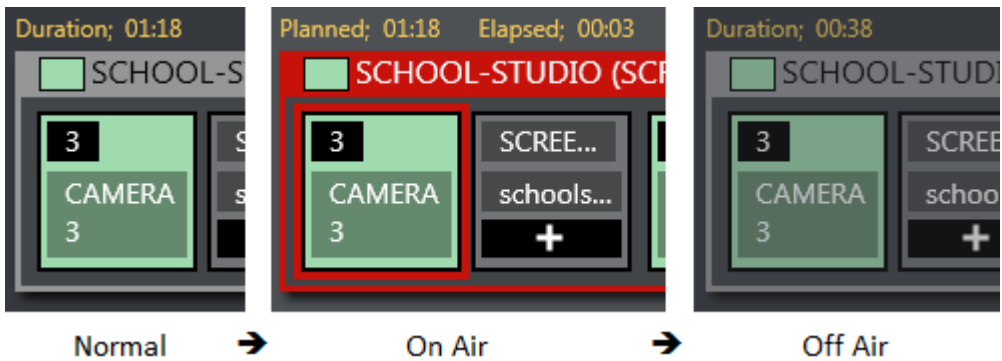 Duration; 01:18
SCHOOL-S
3
CAMERA
3
S
s
Planned; 01:18 Elapsed; 00:03
SCHOOL-STUDIO (SCR
3
CAMERA
3
SCREE...
schools...
+
Duration; 00:38
SCHOOL-STUDI
3
CAMERA
3
SCREE
schoo
+
Normal → On Air → Off Air